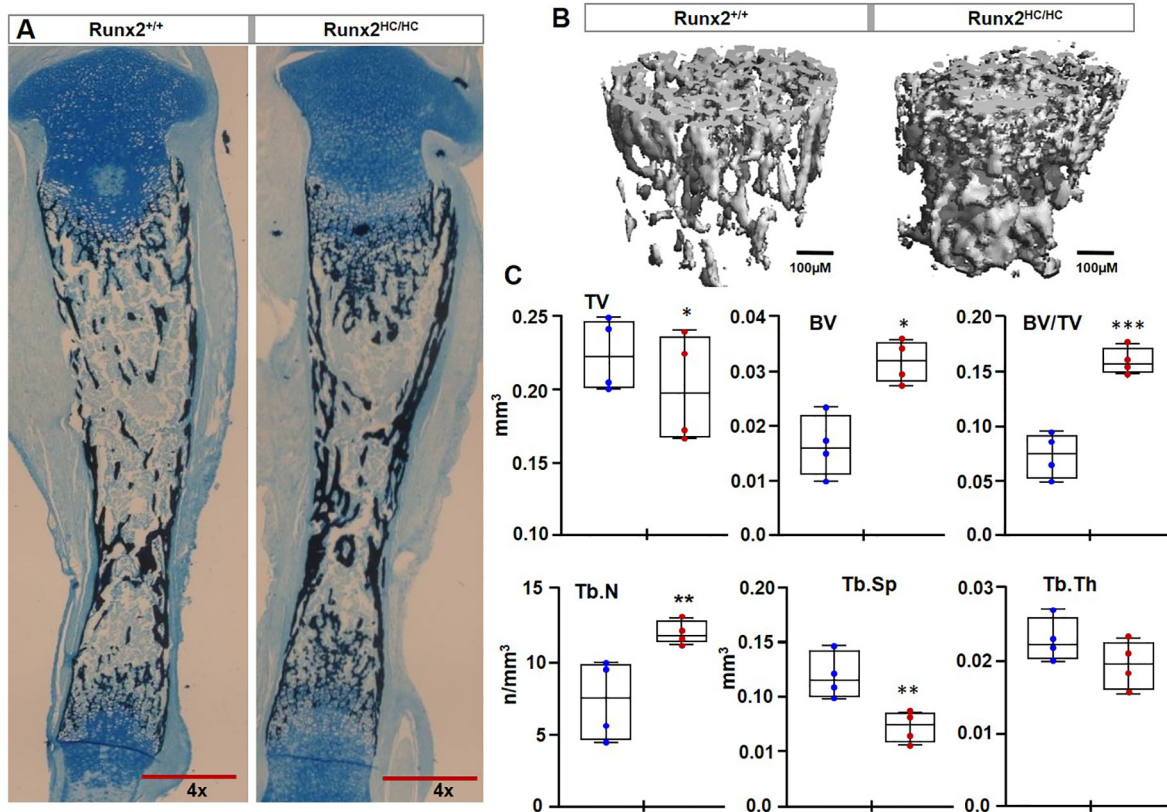 A
Runx2+/+
Runx2HC/HC
4x
4x
B
Runx2+/+
Runx2HC/HC
100µM
100µM
C
TV
*
mm3
0.25
0.20
0.15
0.10
BV
*
0.04
0.03
0.02
0.01
0.0
BV/TV
***
0.20
0.15
0.10
0.05
0.0
Tb.N
**
n/mm3
15
10
5
0
Tb.Sp
**
mm3
0.20
0.15
0.10
0.01
0.0
Tb.Th
0.03
0.02
0.01
0.0